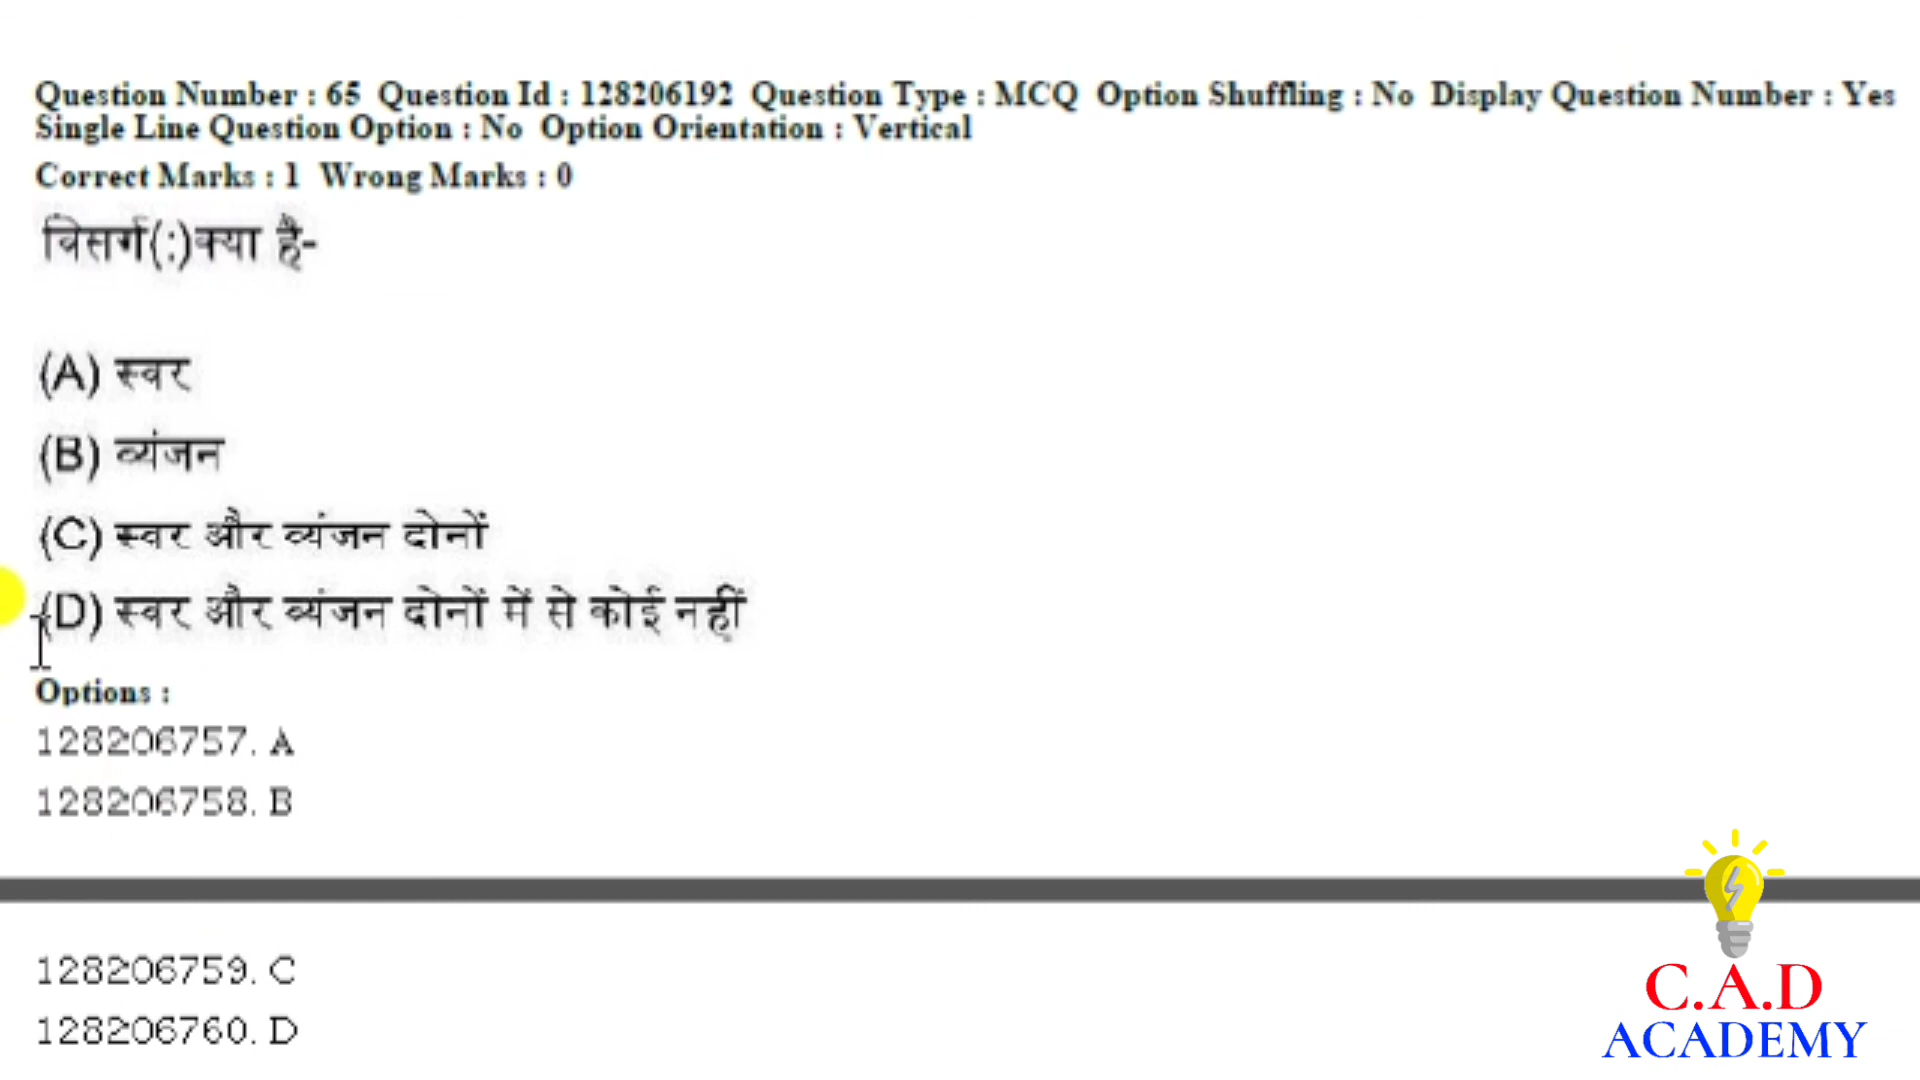 Question Number : 65 Question Id : 128206192 Question Type : MCQ Option Shuffling : No Display Question Number : Yes
Single Line Question Option : No Option Orientation : Vertical
Correct Marks : 1 Wrong Marks : 0
विसर्ग(:)क्या है-
(A) स्वर
(B) व्यंजन
(C) स्वर और व्यंजन दोनों
(D) स्वर और व्यंजन दोनों में से कोई नहीं
Options :
128206757. A
128206758. B
128206759. C
128206760. D
C.A.D
ACADEMY